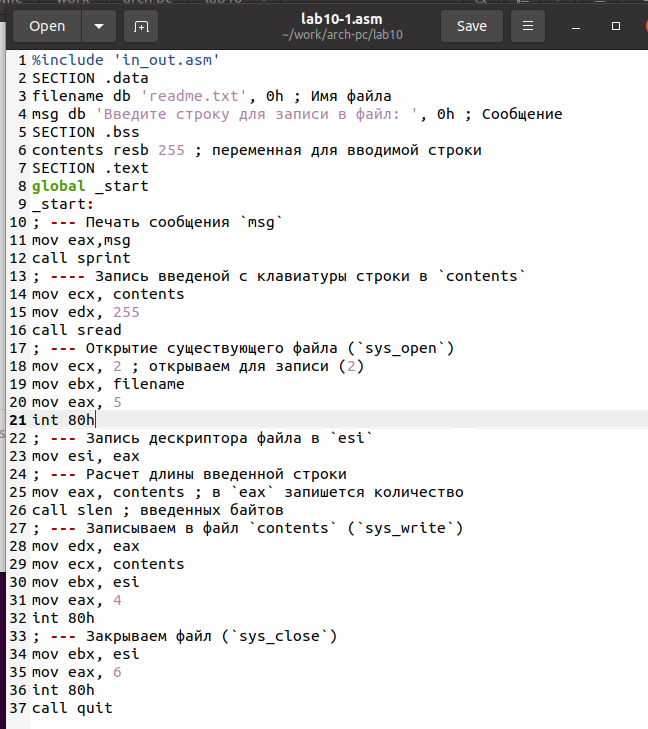 Open
lab10-1.asm
~/work/arch-pc/lab10
Save
1 %include 'in_out.asm'
2 SECTION .data
3 filename db 'readme.txt', 0h ; Имя файла
4 msg db 'Введите строку для записи в файл: ', 0h ; Сообщение
5 SECTION .bss
6 contents resb 255 ; переменная для вводимой строки
7 SECTION .text
8 global _start
9 _start:
10 ; --- Печать сообщения `msg`
11 mov eax,msg
12 call sprint
13 ; ---- Запись введеной с клавиатуры строки в `contents`
14 mov ecx, contents
15 mov edx, 255
16 call sread
17 ; --- Открытие существующего файла (`sys_open`)
18 mov ecx, 2 ; открываем для записи (2)
19 mov ebx, filename
20 mov eax, 5
21 int 80h
22 ; --- Запись дескриптора файла в `esi`
23 mov esi, eax
24 ; --- Расчет длины введенной строки
25 mov eax, contents ; в `eax` запишется количество
26 call slen ; введенных байтов
27 ; --- Записываем в файл `contents` (`sys_write`)
28 mov edx, eax
29 mov ecx, contents
30 mov ebx, esi
31 mov eax, 4
32 int 80h
33 ; --- Закрываем файл (`sys_close`)
34 mov ebx, esi
35 mov eax, 6
36 int 80h
37 call quit